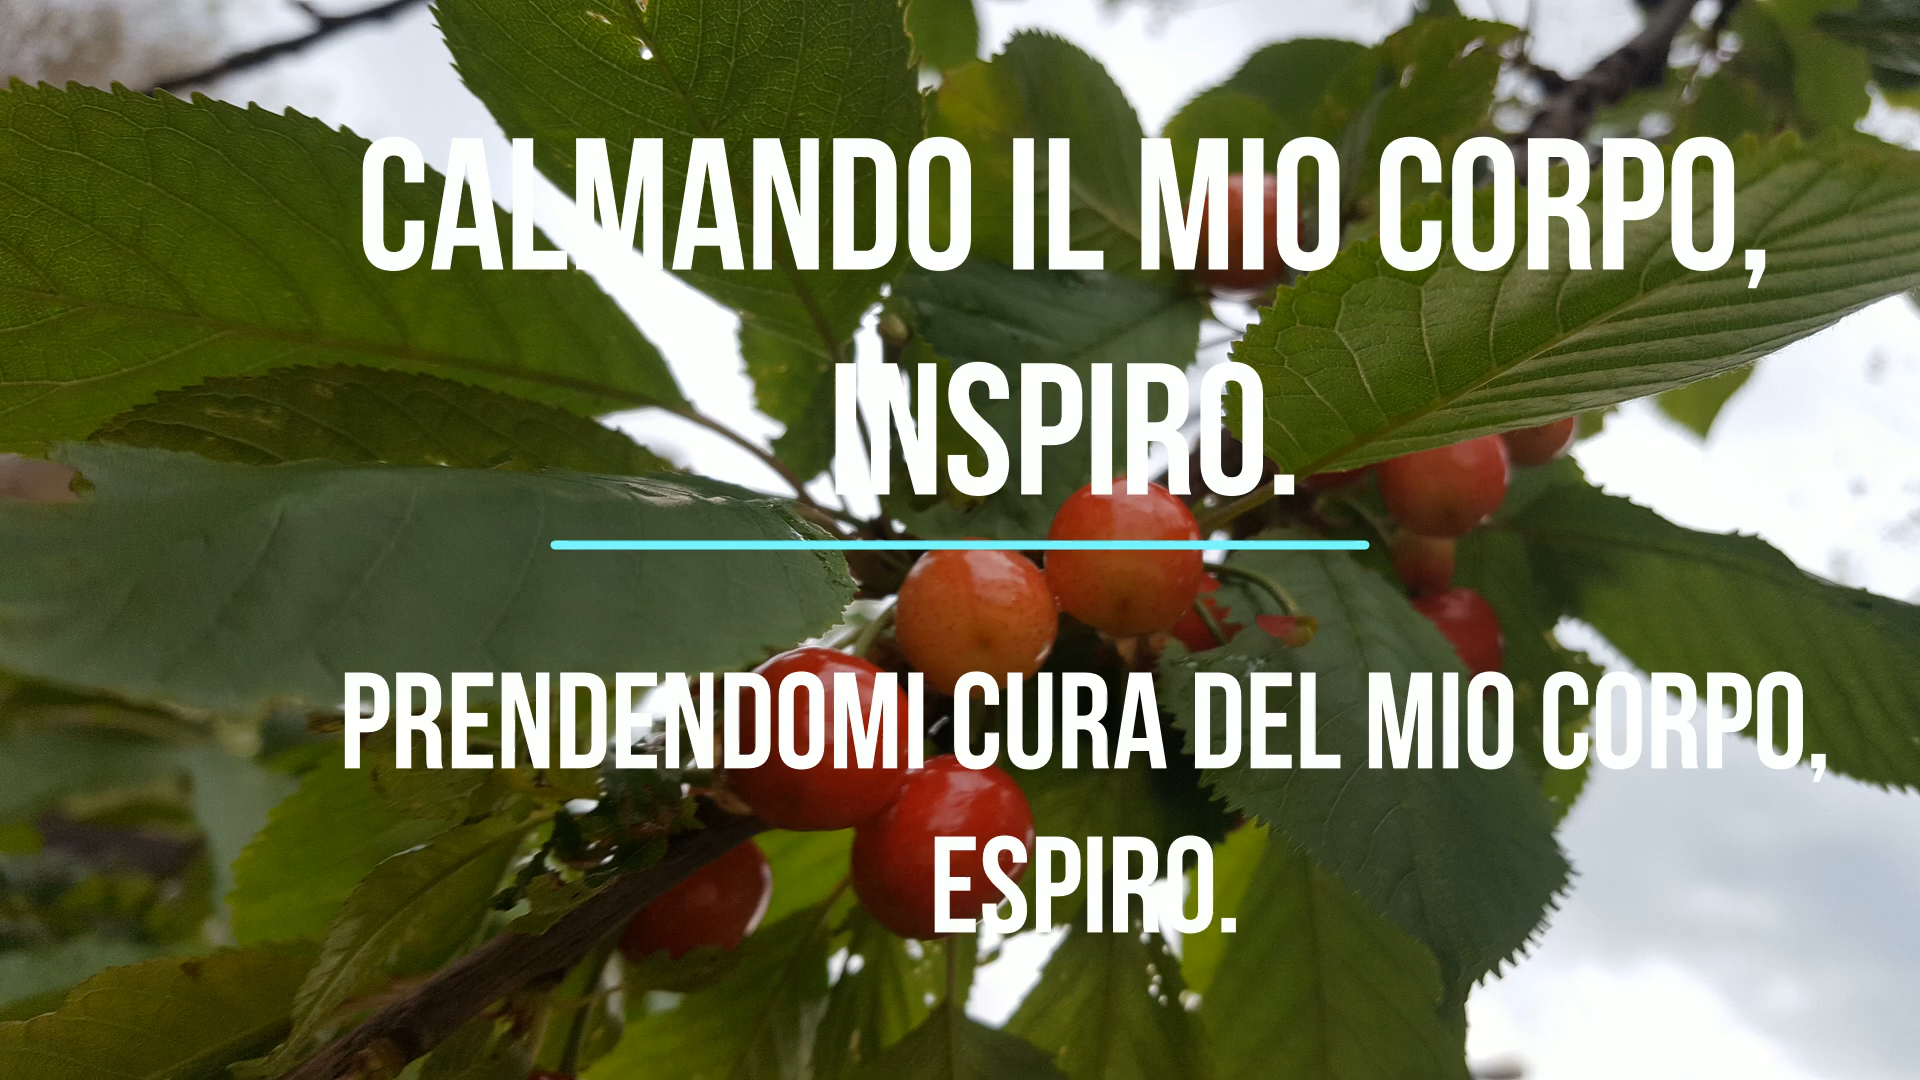 CALMANDO IL MIO CORPO,
INSPIRO.
PRENDENDOMI CURA DEL MIO CORPO,
ESPIRO.